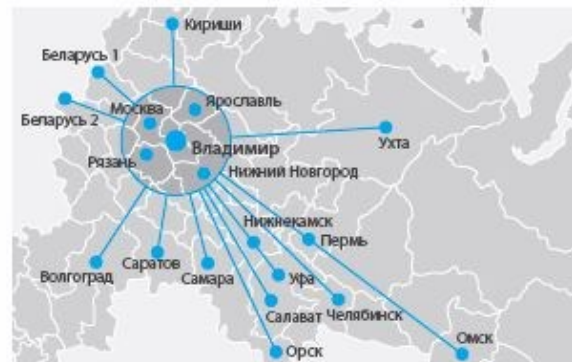 Кириши
Беларусь 1
Москва
Ярославль
Беларусь 2
Владимир
Ухта
Рязань
Нижний Новгород
Нижнекамск
Пермь
Волгоград
Саратов
Самара
Уфа
Салават
Челябинск
Орск
Омск